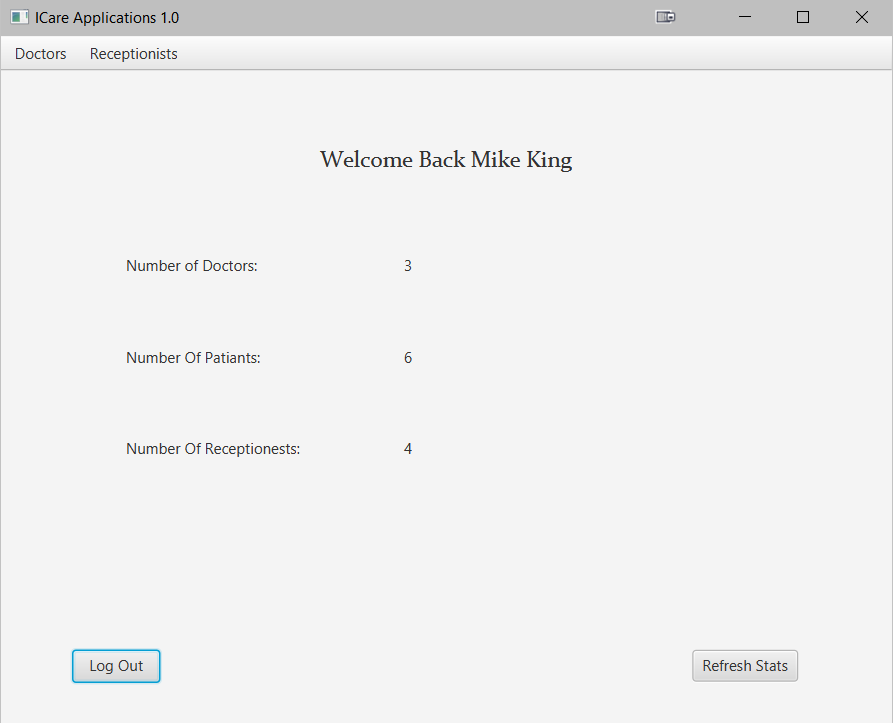 ICare Applications 1.0
Doctors Receptionists
Welcome Back Mike King
Number of Doctors: 3
Number Of Patiants: 6
Number Of Receptionests: 4
Log Out Refresh Stats